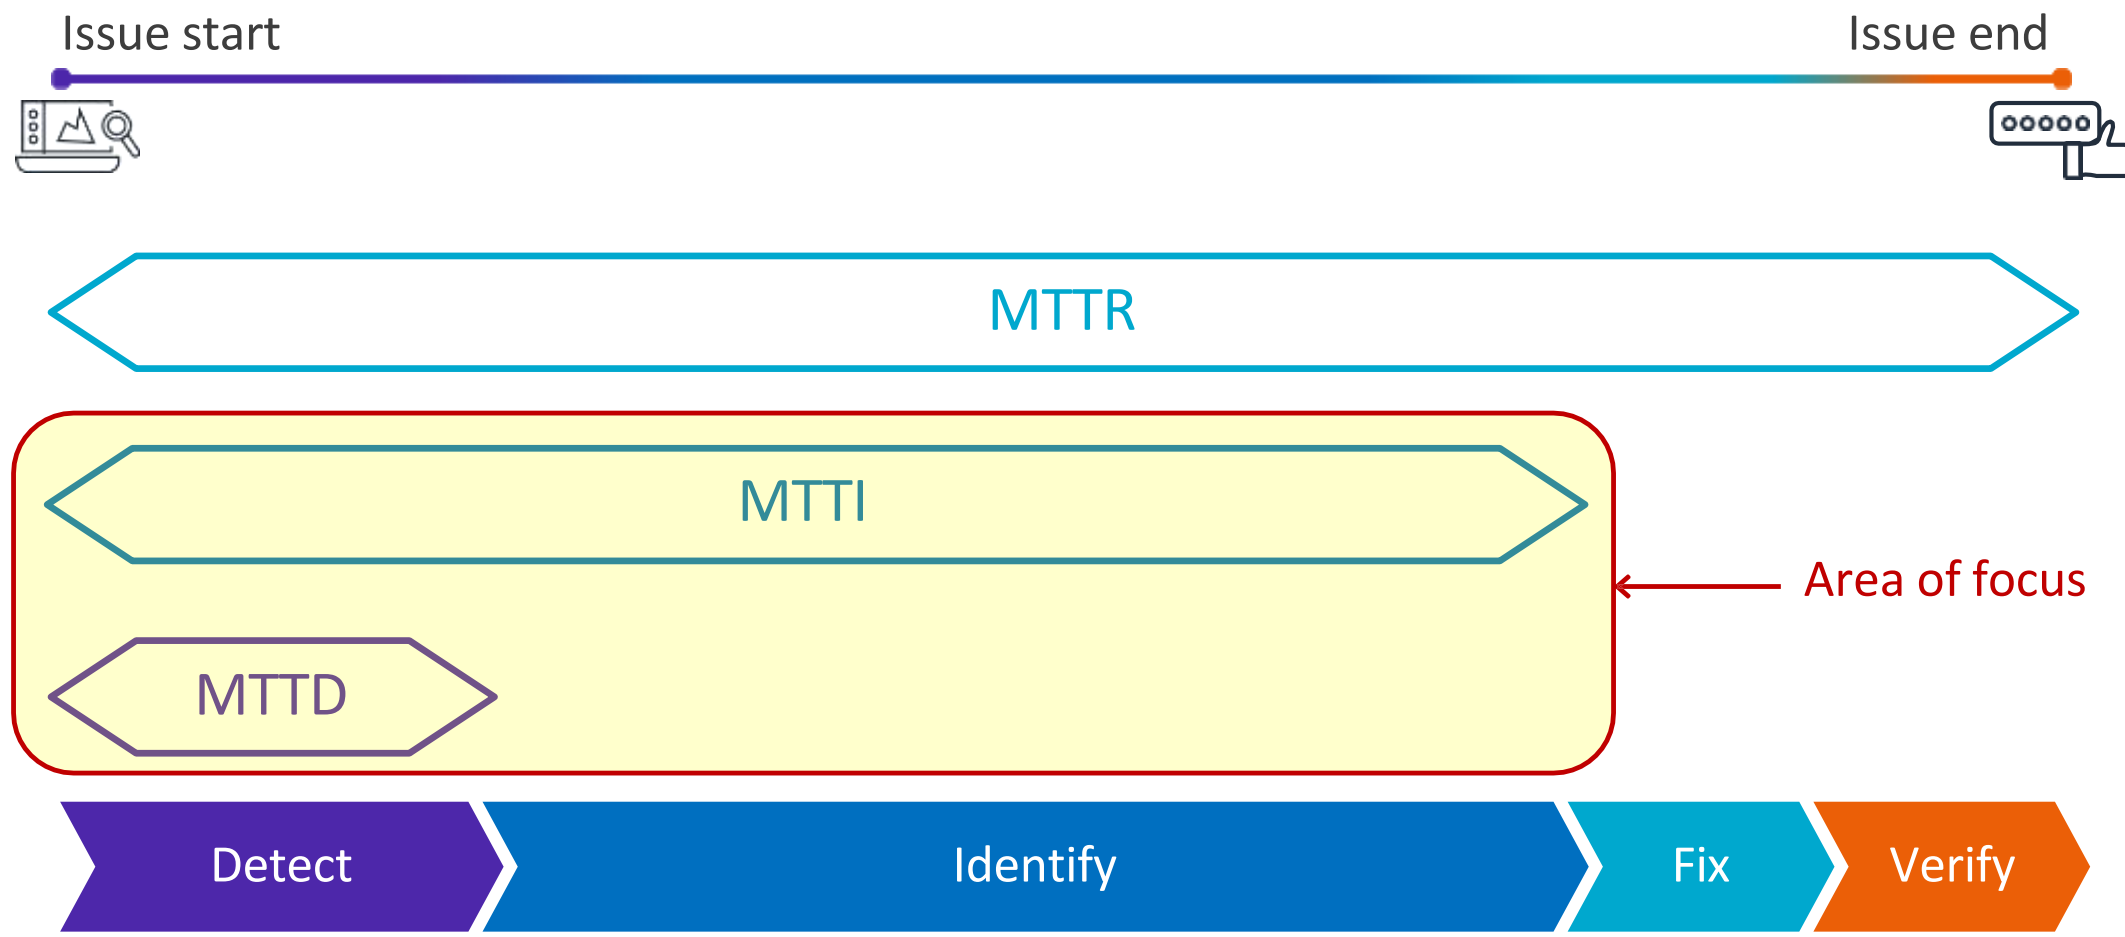 Issue start
Issue end
MTTR
MTTI
Area of focus
MTTD
Detect
Identify
Fix
Verify